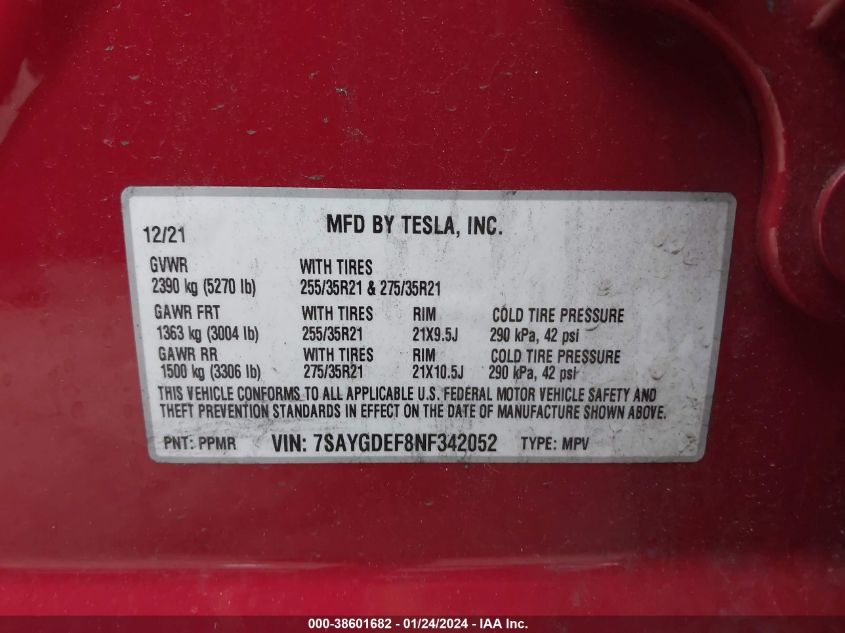 MFD BY TESLA, INC.
12/21
GVWR WITH TIRES
2390 kg (5270 lb) 255/35R21 & 275/35R21
GAWR FRT WITH TIRES RIM COLD TIRE PRESSURE
1363 kg (3004 lb) 255/35R21 21X9.5J 290 kPa, 42 psi
GAWR RR WITH TIRES RIM COLD TIRE PRESSURE
1500 kg (3306 lb) 275/35R21 21X10.5J 290 kPa, 42 psi
THIS VEHICLE CONFORMS TO ALL APPLICABLE U.S. FEDERAL MOTOR VEHICLE SAFETY AND
THEFT PREVENTION STANDARDS IN EFFECT ON THE DATE OF MANUFACTURE SHOWN ABOVE.
PNT: PPMR VIN: 7SAYGDEF8NF342052 TYPE: MPV
000-38601682 - 01/24/2024 - IAA Inc.